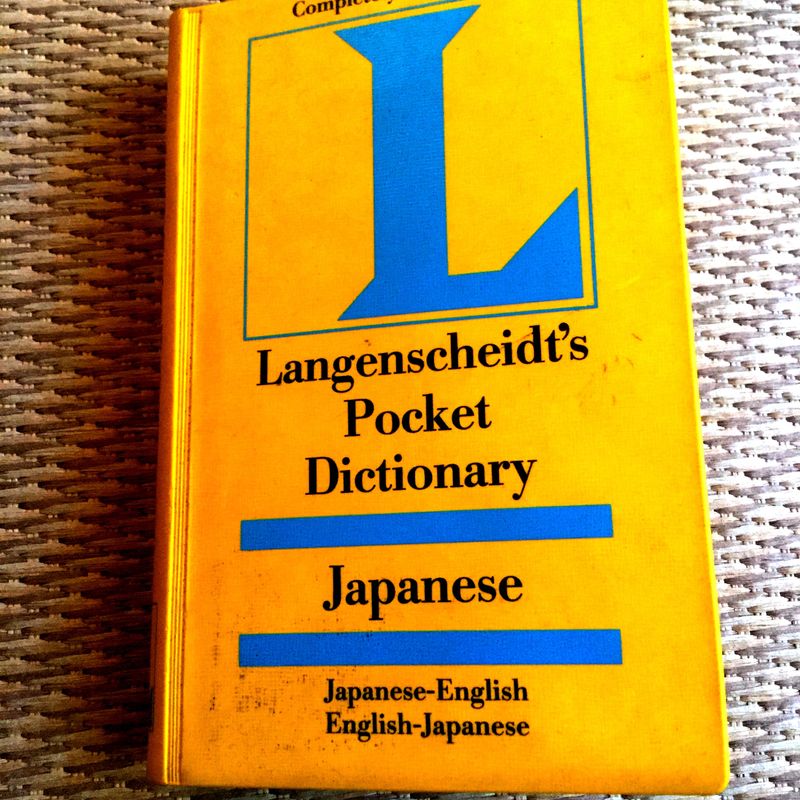 L
Langenscheidt's
Pocket
Dictionary
Japanese
Japanese-English
English-Japanese